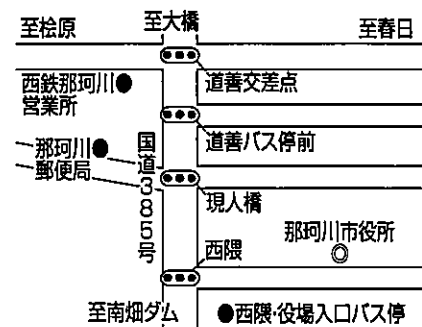 至桧原
至大橋
至春日
西鉄那珂川●
営業所
道善交差点
道善バス停前
那珂川●
郵便局
国道385号
現人橋
那珂川市役所
◎
西隈
至南畑ダム
●西隈・役場入口バス停